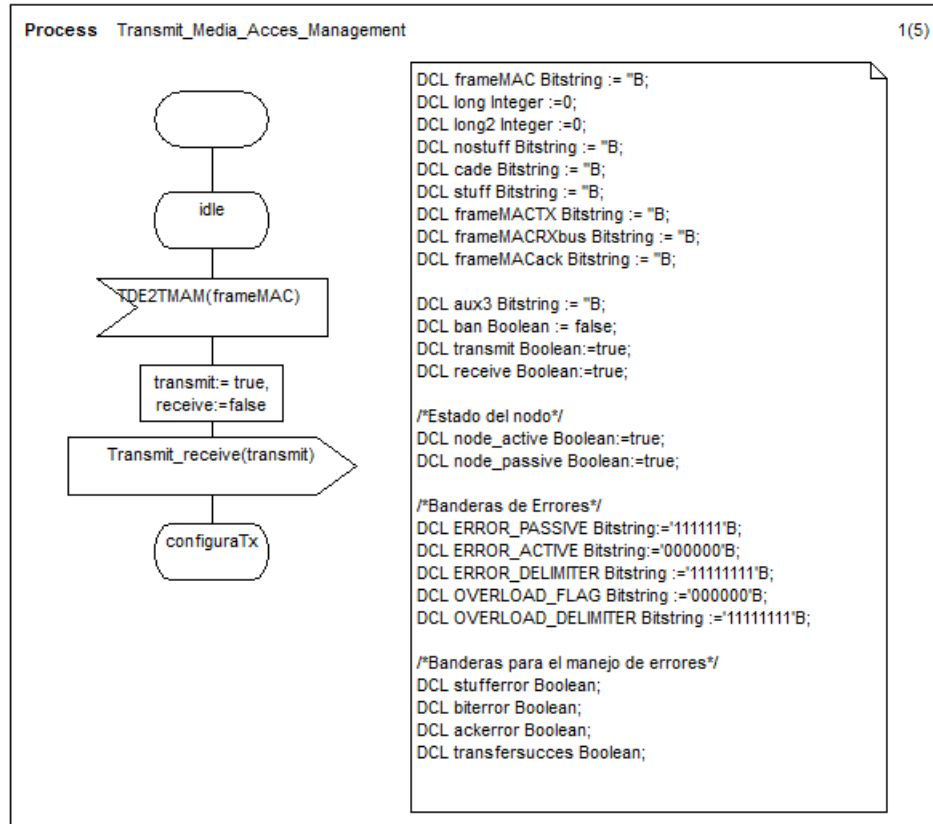 Process Transmit_Media_Acces_Management 1(5)
idle
TDE2TMAM(frameMAC)
transmit:= true,
receive:=false
Transmit_receive(transmit)
configuraTx
DCL frameMAC Bitstring := ''B;
DCL long Integer :=0;
DCL long2 Integer :=0;
DCL nostuff Bitstring := ''B;
DCL cade Bitstring := ''B;
DCL stuff Bitstring := ''B;
DCL frameMACTX Bitstring := ''B;
DCL frameMACRXbus Bitstring := ''B;
DCL frameMACack Bitstring := ''B;
DCL aux3 Bitstring := ''B;
DCL ban Boolean := false;
DCL transmit Boolean:=true;
DCL receive Boolean:=true;
/*Estado del nodo*/
DCL node_active Boolean:=true;
DCL node_passive Boolean:=true;
/*Banderas de Errores*/
DCL ERROR_PASSIVE Bitstring:='111111'B;
DCL ERROR_ACTIVE Bitstring:='000000'B;
DCL ERROR_DELIMITER Bitstring :='11111111'B;
DCL OVERLOAD_FLAG Bitstring :='000000'B;
DCL OVERLOAD_DELIMITER Bitstring :='11111111'B;
/*Banderas para el manejo de errores*/
DCL stufferror Boolean;
DCL biterror Boolean;
DCL ackerror Boolean;
DCL transfersucces Boolean;